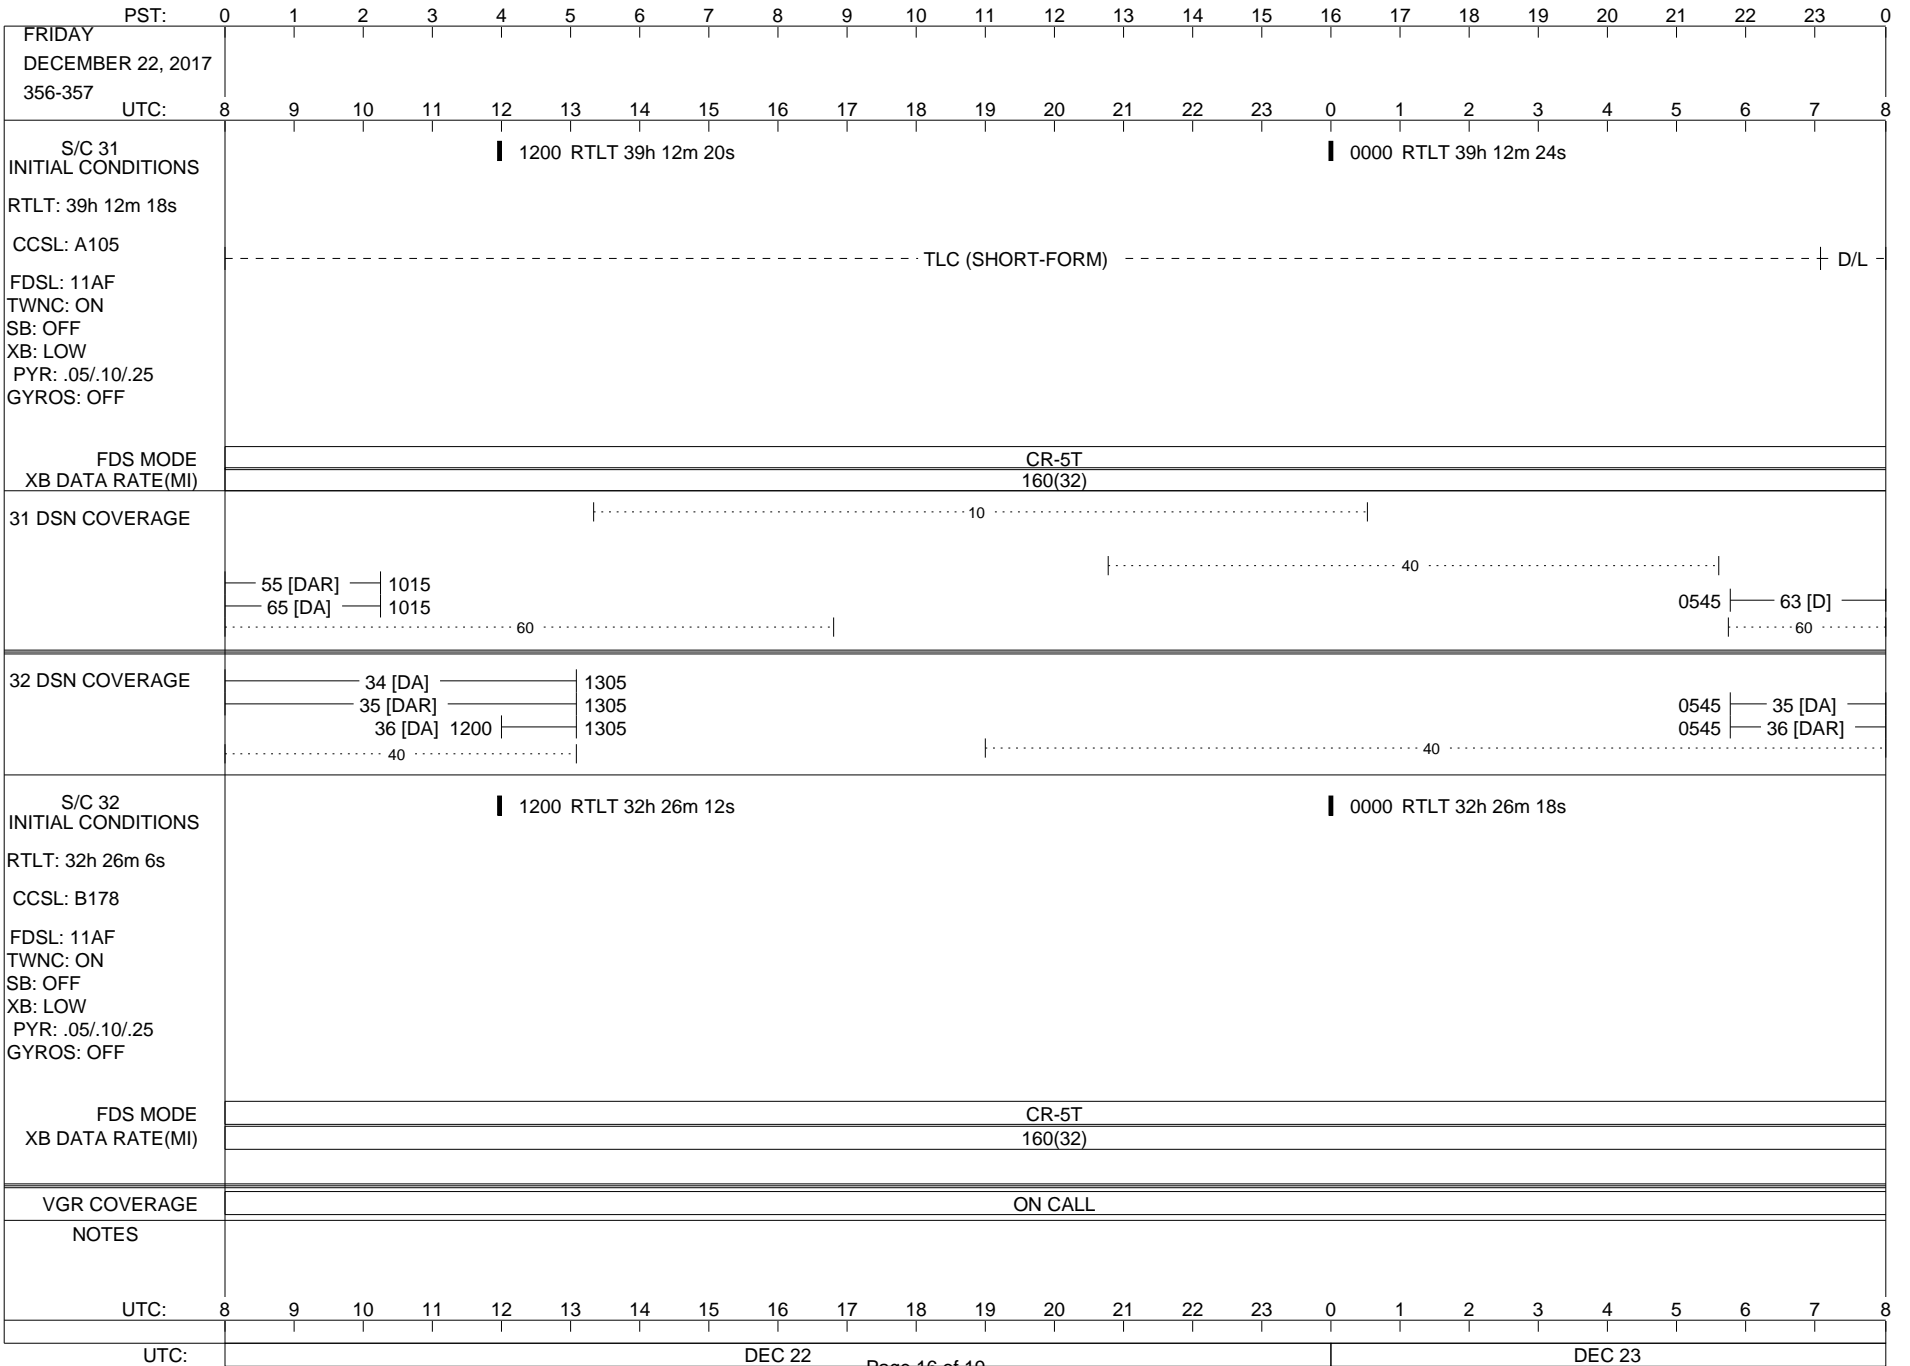 PST: 0 1 2 3 4 5 6 7 8 9 10 11 12 13 14 15 16 17 18 19 20 21 22 23 0
FRIDAY
DECEMBER 22, 2017
356-357
UTC: 8 9 10 11 12 13 14 15 16 17 18 19 20 21 22 23 0 1 2 3 4 5 6 7 8
S/C 31
INITIAL CONDITIONS
1200 RTLT 39h 12m 20s
0000 RTLT 39h 12m 24s
RTLT: 39h 12m 18s
CCSL: A105
TLC (SHORT-FORM)
D/L
FDSL: 11AF
TWNC: ON
SB: OFF
XB: LOW
PYR: .05/.10/.25
GYROS: OFF
FDS MODE
CR-5T
XB DATA RATE(MI)
160(32)
31 DSN COVERAGE
10
40
55 [DAR] 1015
65 [DA] 1015
0545 63 [D]
60
60
32 DSN COVERAGE
34 [DA] 1305
35 [DAR] 1305
0545 35 [DA]
36 [DA] 1200 1305
0545 36 [DAR]
40
40
S/C 32
INITIAL CONDITIONS
1200 RTLT 32h 26m 12s
0000 RTLT 32h 26m 18s
RTLT: 32h 26m 6s
CCSL: B178
FDSL: 11AF
TWNC: ON
SB: OFF
XB: LOW
PYR: .05/.10/.25
GYROS: OFF
FDS MODE
CR-5T
XB DATA RATE(MI)
160(32)
VGR COVERAGE
ON CALL
NOTES
UTC: 8 9 10 11 12 13 14 15 16 17 18 19 20 21 22 23 0 1 2 3 4 5 6 7 8
UTC: DEC 22 DEC 23
Page 16 of 19